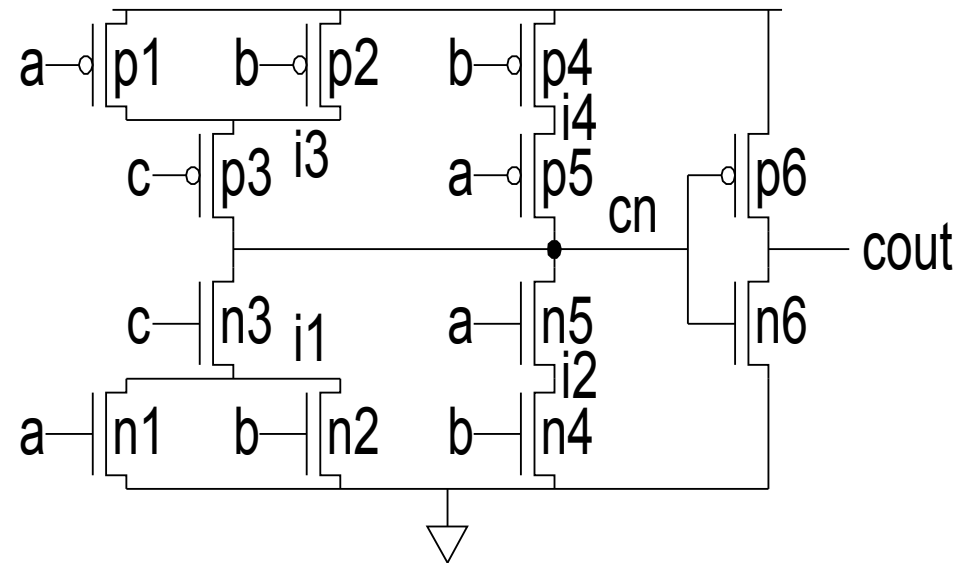 a p1 b p2 b p4
i4
c p3 i3 a p5 p6
cn
cout
c n3 i1 a n5 n6
i2
a n1 b n2 b n4